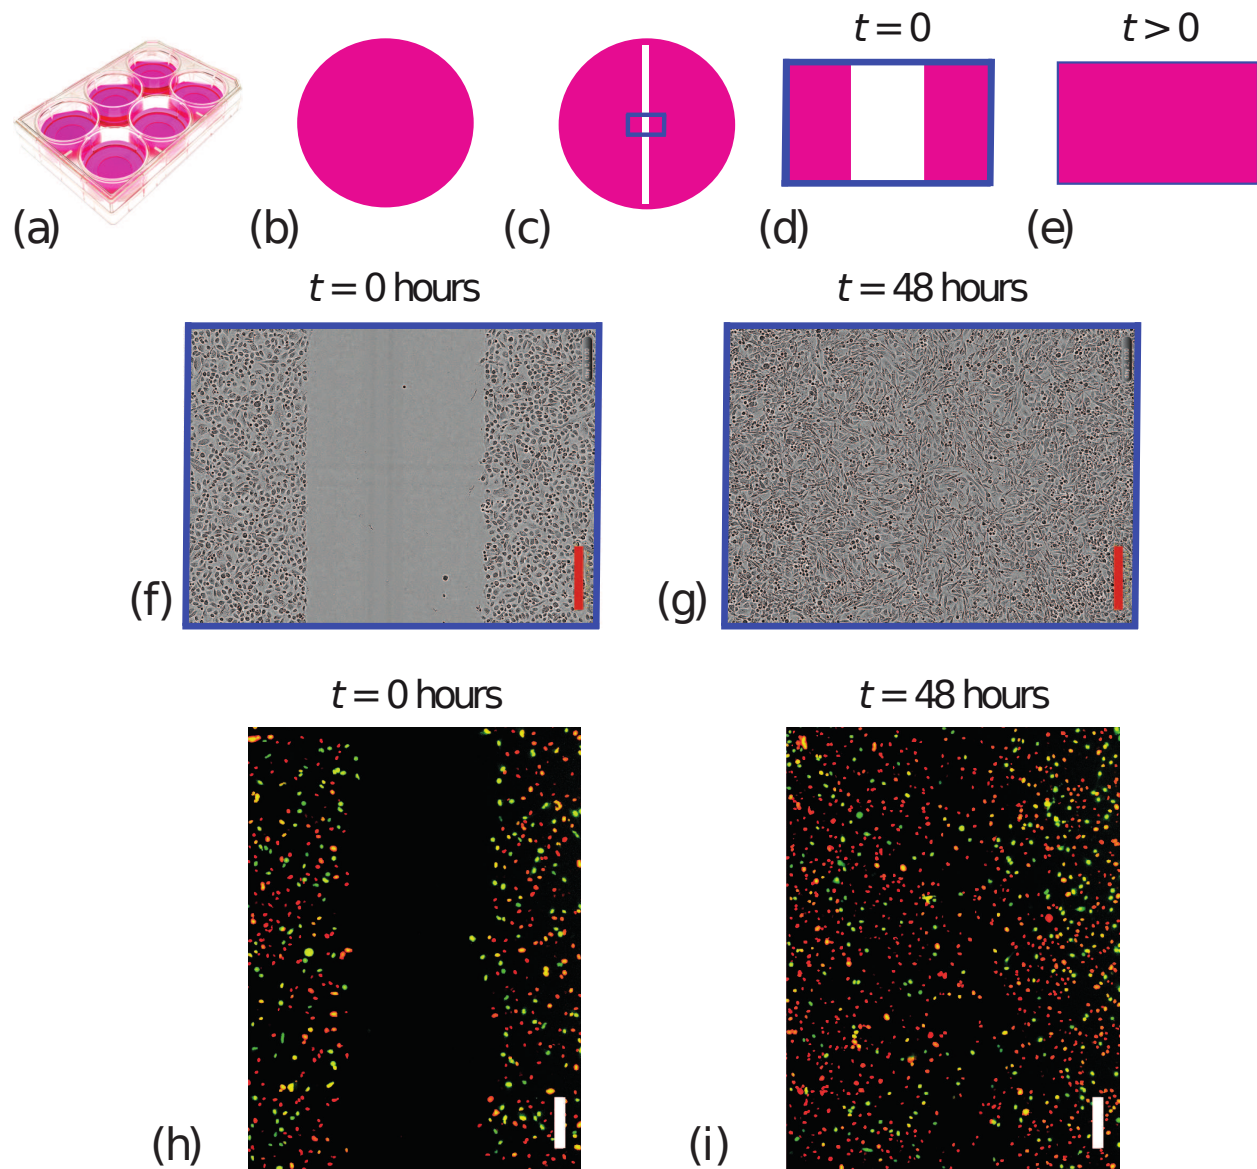 t = 0
t > 0
(a)
(b)
(c)
(d)
(e)
t = 0 hours
t = 48 hours
(f)
(g)
t = 0 hours
t = 48 hours
(h)
(i)